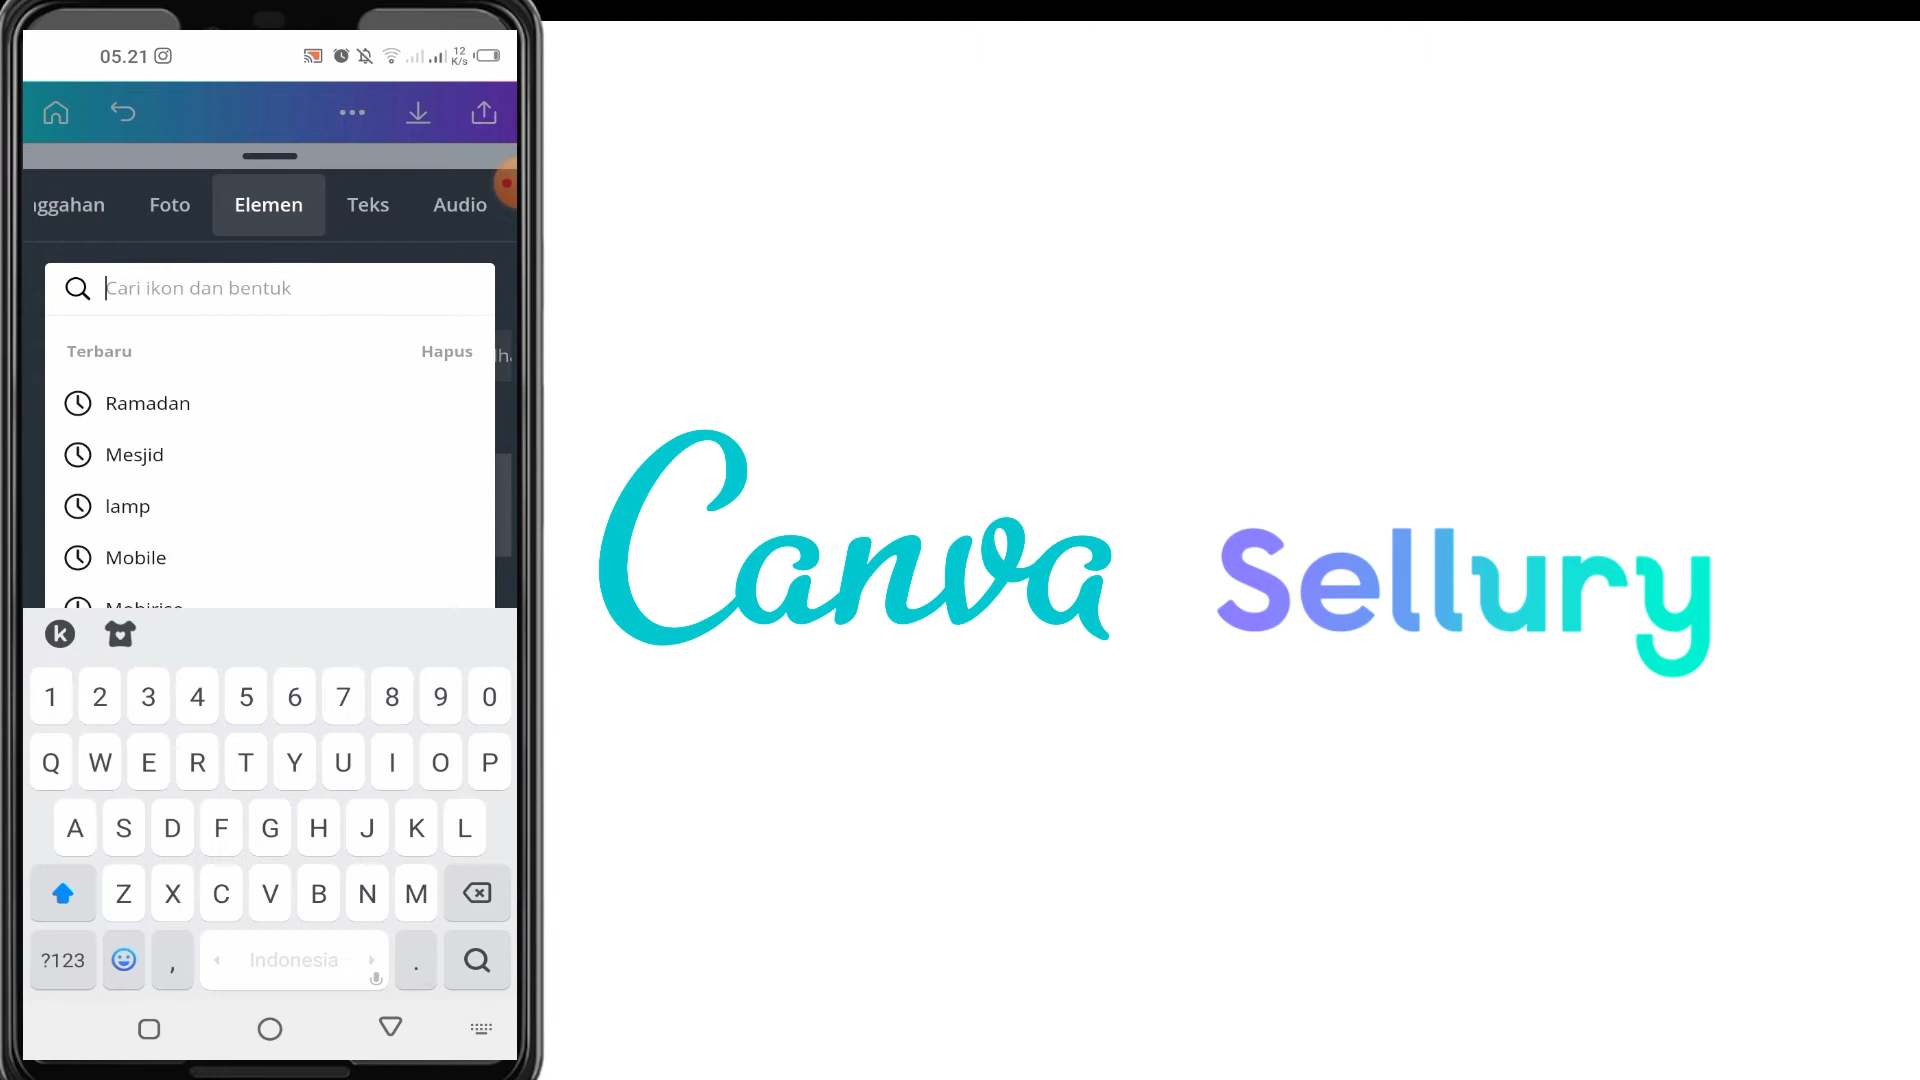 05.21
12
K/s
nggahan Foto Elemen Teks Audio
Cari ikon dan bentuk
Terbaru Hapus
Ramadan
Mesjid
lamp
Mobile
k
1 2 3 4 5 6 7 8 9 0
Q W E R T Y U I O P
A S D F G H J K L
Z X C V B N M
?123 , Indonesia .
Canva
Sellury